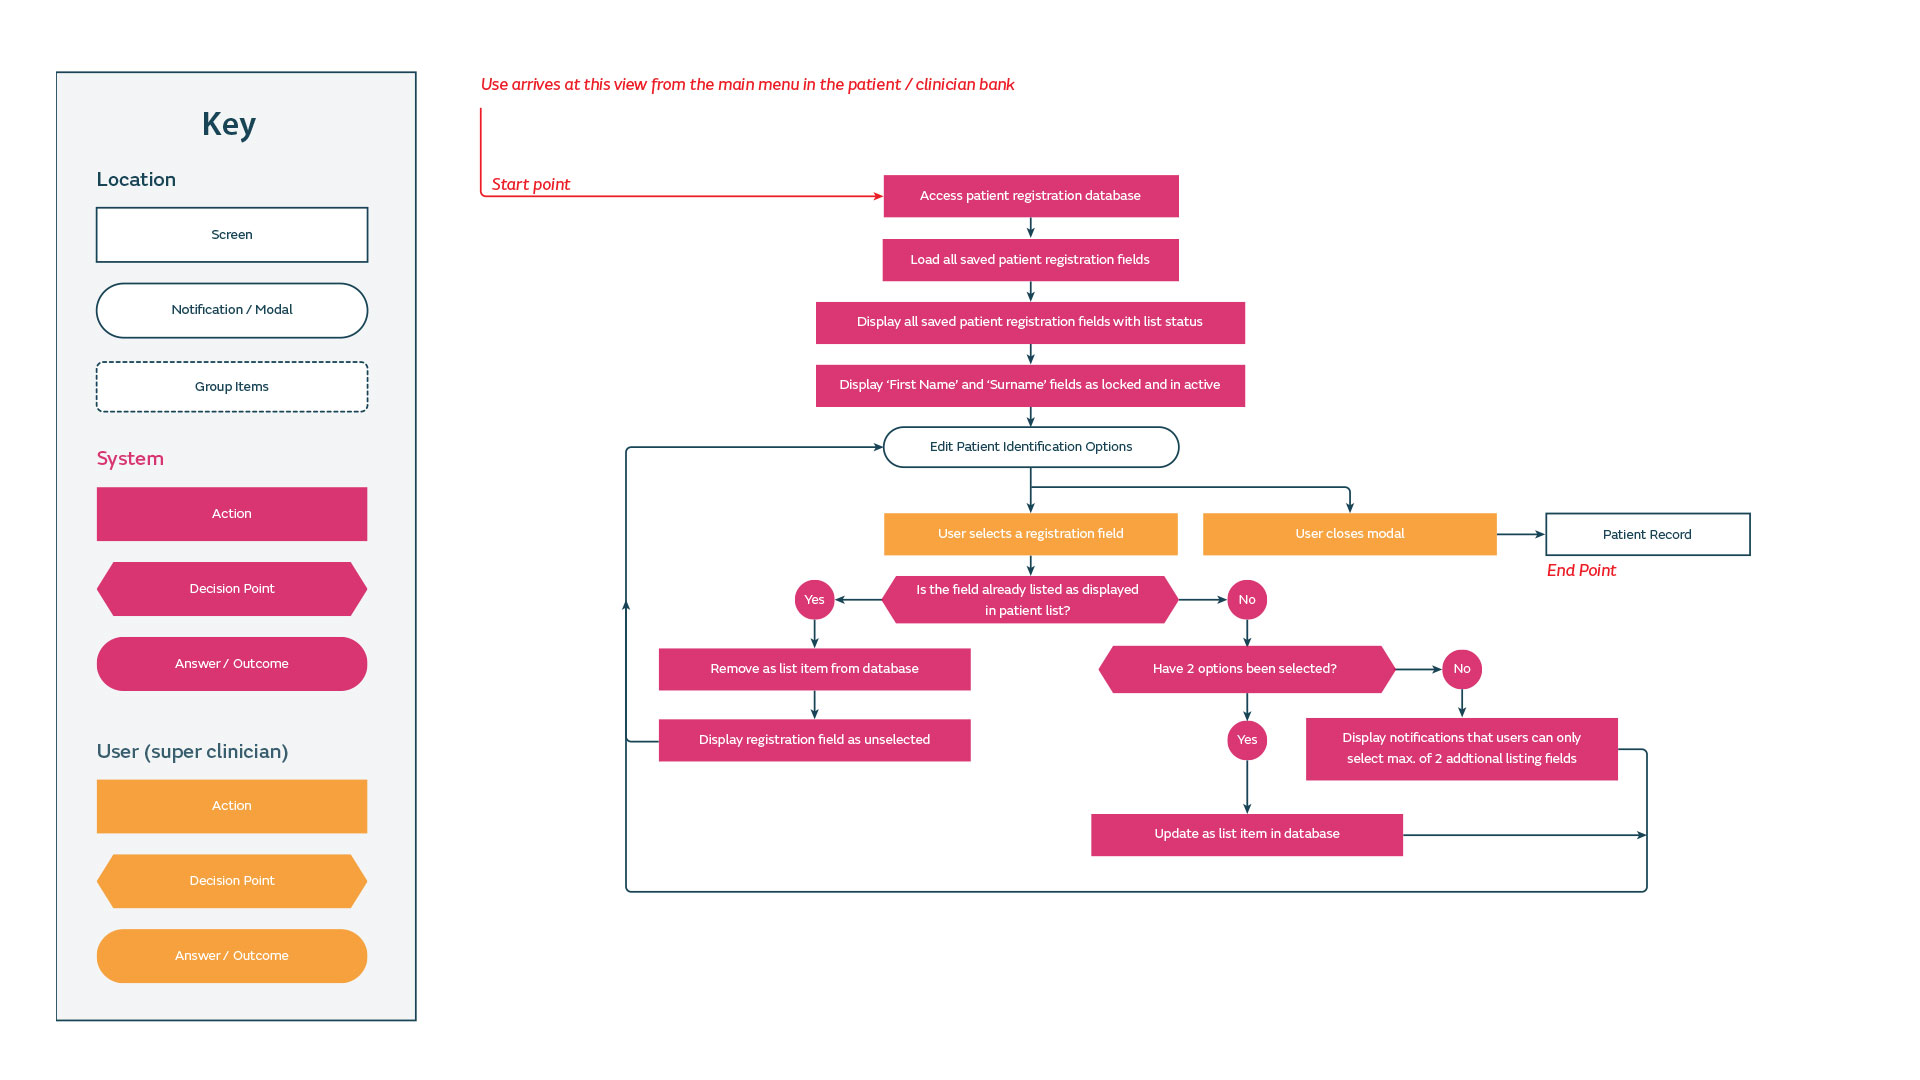 Key
Location
Screen
Notification / Modal
Group Items
System
Action
Decision Point
Answer / Outcome
User (super clinician)
Action
Decision Point
Answer / Outcome
Use arrives at this view from the main menu in the patient / clinician bank
Start point
Access patient registration database
Load all saved patient registration fields
Display all saved patient registration fields with list status
Display ‘First Name’ and ‘Surname’ fields as locked and in active
Edit Patient Identification Options
User selects a registration field
User closes modal
Patient Record
End Point
Is the field already listed as displayed
in patient list?
Yes
No
Remove as list item from database
Have 2 options been selected?
No
Display registration field as unselected
Yes
Display notifications that users can only
select max. of 2 addtional listing fields
Update as list item in database